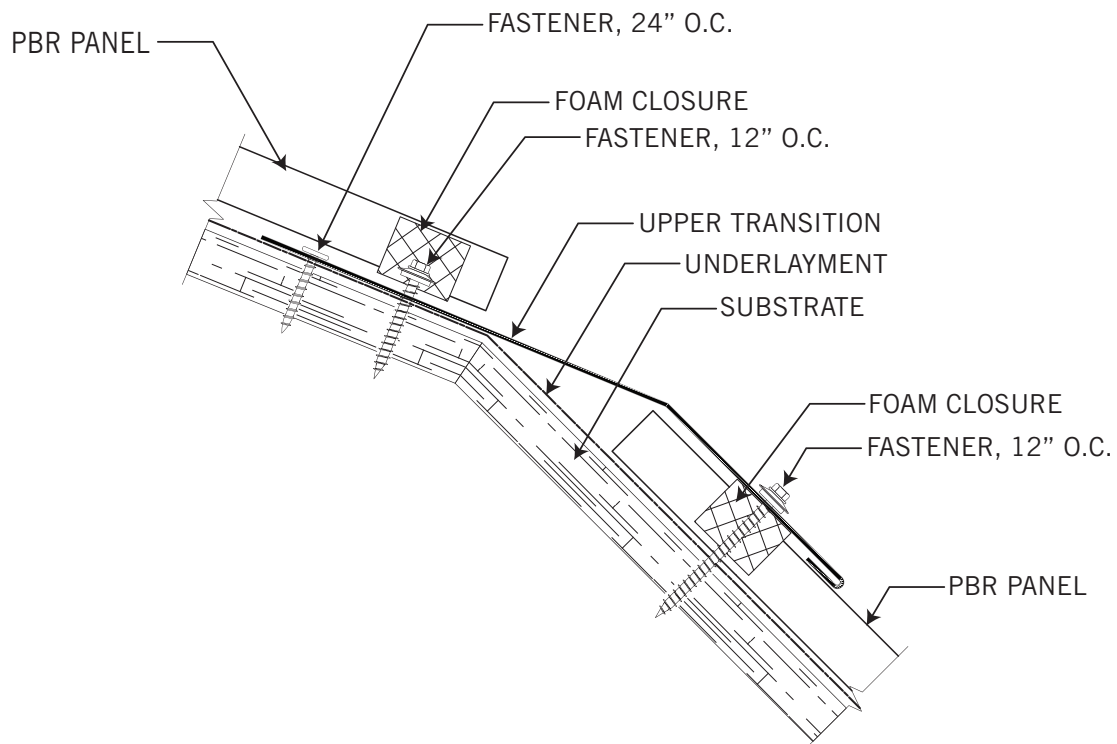 FASTENER, 24” O.C.
PBR PANEL
FOAM CLOSURE
FASTENER, 12” O.C.
UPPER TRANSITION
UNDERLAYMENT
SUBSTRATE
FOAM CLOSURE
FASTENER, 12” O.C.
PBR PANEL